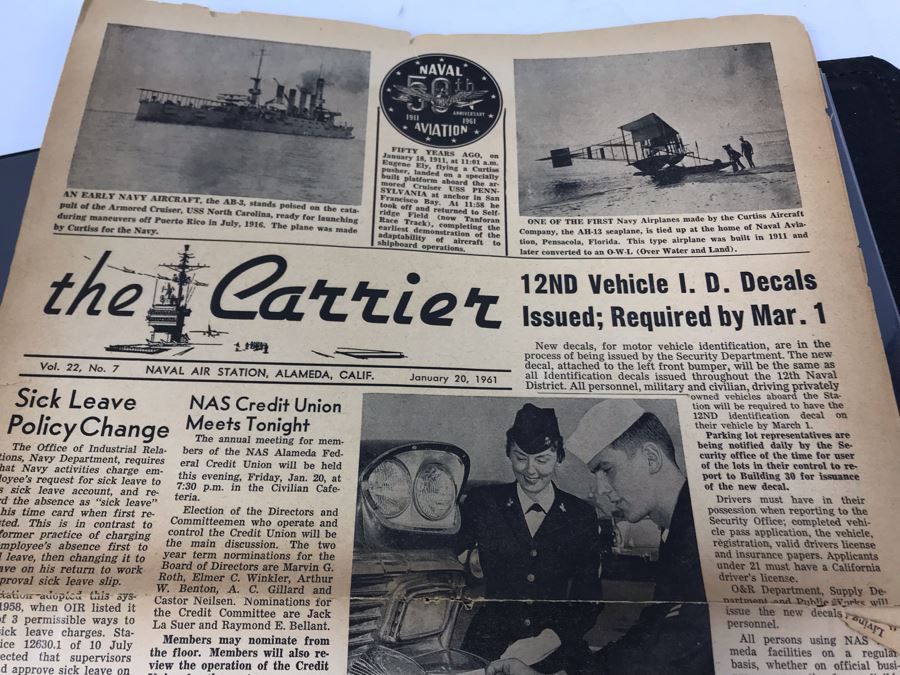 AN EARLY NAVY AIRCRAFT, the AB-3, stands poised on the cata-
pult of the Armored Cruiser, USS North Carolina, ready for launching
during maneuvers off Puerto Rico in July, 1916. The plane was made
by Curtiss for the Navy.
NAVAL
50th
ANNIVERSARY
1911 1961
AVIATION
FIFTY YEARS AGO, on
January 18, 1911, at 11:01 a.m.
Eugene Ely, flying a Curtiss
pusher, landed on a specially
built platform aboard the ar-
mored Cruiser USS PENN-
SYLVANIA at anchor in San
Francisco Bay. At 11:58 he
took off and returned to Self-
ridge Field (now Tanforan
Race Track), completing the
earliest demonstration of the
adaptability of aircraft to
shipboard operations.
ONE OF THE FIRST Navy Airplanes made by the Curtiss Aircraft
Company, the AH-13 seaplane, is tied up at the home of Naval Avia-
tion, Pensacola, Florida. This type airplane was built in 1911 and
later converted to an O-W-L (Over Water and Land).
the Carrier
Vol. 22, No. 7 NAVAL AIR STATION, ALAMEDA, CALIF. January 20, 1961
12ND Vehicle I. D. Decals
Issued; Required by Mar. 1
New decals, for motor vehicle identification, are in the
process of being issued by the Security Department. The new
decal, attached to the left front bumper, will be the same as
all Identification decals issued throughout the 12th Naval
District. All personnel, military and civilian, driving privately
owned vehicles aboard the Sta-
tion will be required to have the
12ND identification decal on
their vehicle by March 1.
Parking lot representatives are
being notified daily by the Se-
curity office of the time for user
of the lots in their control to re-
port to Building 30 for issuance
of the new decal.
Drivers must have in their
possession when reporting to the
Security Office; completed vehi-
cle pass application, the vehicle,
registration, valid drivers license
and insurance papers. Applicants
under 21 must have a California
driver's license.
O&R Department, Supply De-
partment and Public Works will
issue the new decals
personnel.
All persons using NAS
meda facilities on a regular
basis, whether on official busi-
Living
Sick Leave
Policy Change
The Office of Industrial Rela-
tions, Navy Department, requires
hat Navy activities charge em-
loyee's request for sick leave to
s sick leave account, and re-
rd the absence as "sick leave"
his time card when first re-
ted. This is in contrast to
former practice of charging
mployee's absence first to
l leave, then changing it to
ave on his return to work
proval sick leave slip.
tation adopted this sys-
1958, when OIR listed it
of 3 permissible ways to
sick leave charges. Sta-
ice 12630.1 of 10 July
ected that supervisors
d approve sick leave on
NAS Credit Union
Meets Tonight
The annual meeting for mem-
bers of the NAS Alameda Fed-
eral Credit Union will be held
this evening, Friday, Jan. 20, at
7:30 p.m. in the Civilian Cafe-
teria.
Election of the Directors and
Committeemen who operate and
control the Credit Union will be
the main discussion. The two
year term nominations for the
Board of Directors are Marvin G.
Roth, Elmer C. Winkler, Arthur
W. Benton, A. C. Gillard and
Castor Neilsen. Nominations for
the Credit Committee are Jack
La Suer and Raymond E. Bellant.
Members may nominate from
the floor. Members will also re-
view the operation of the Credit